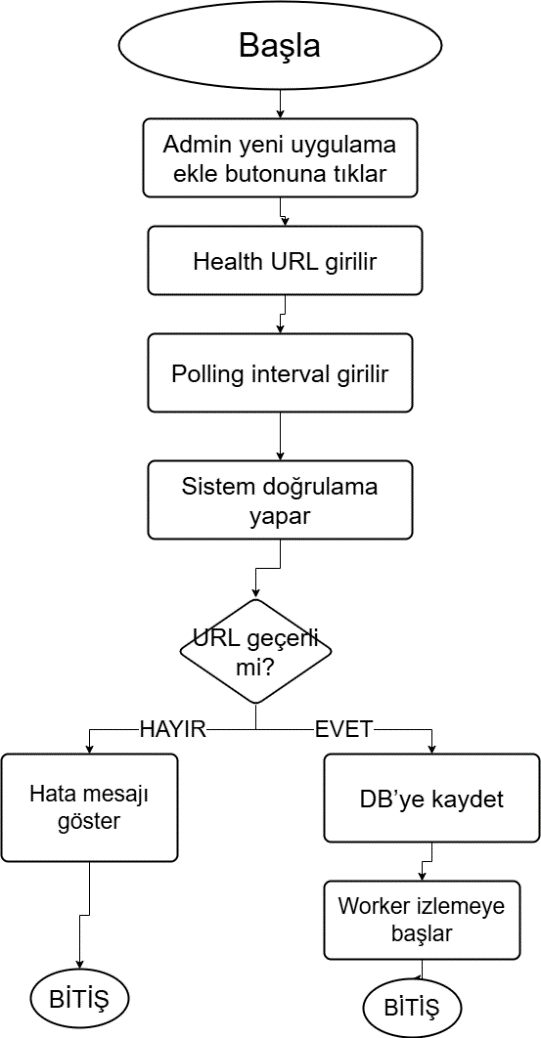 Başla
Admin yeni uygulama
ekle butonuna tıklar
Health URL girilir
Polling interval girilir
Sistem doğrulama
yapar
URL geçerli
mi?
HAYIR
EVET
Hata mesajı
göster
DB'ye kaydet
Worker izlemeye
başlar
BİTİŞ
BİTİŞ